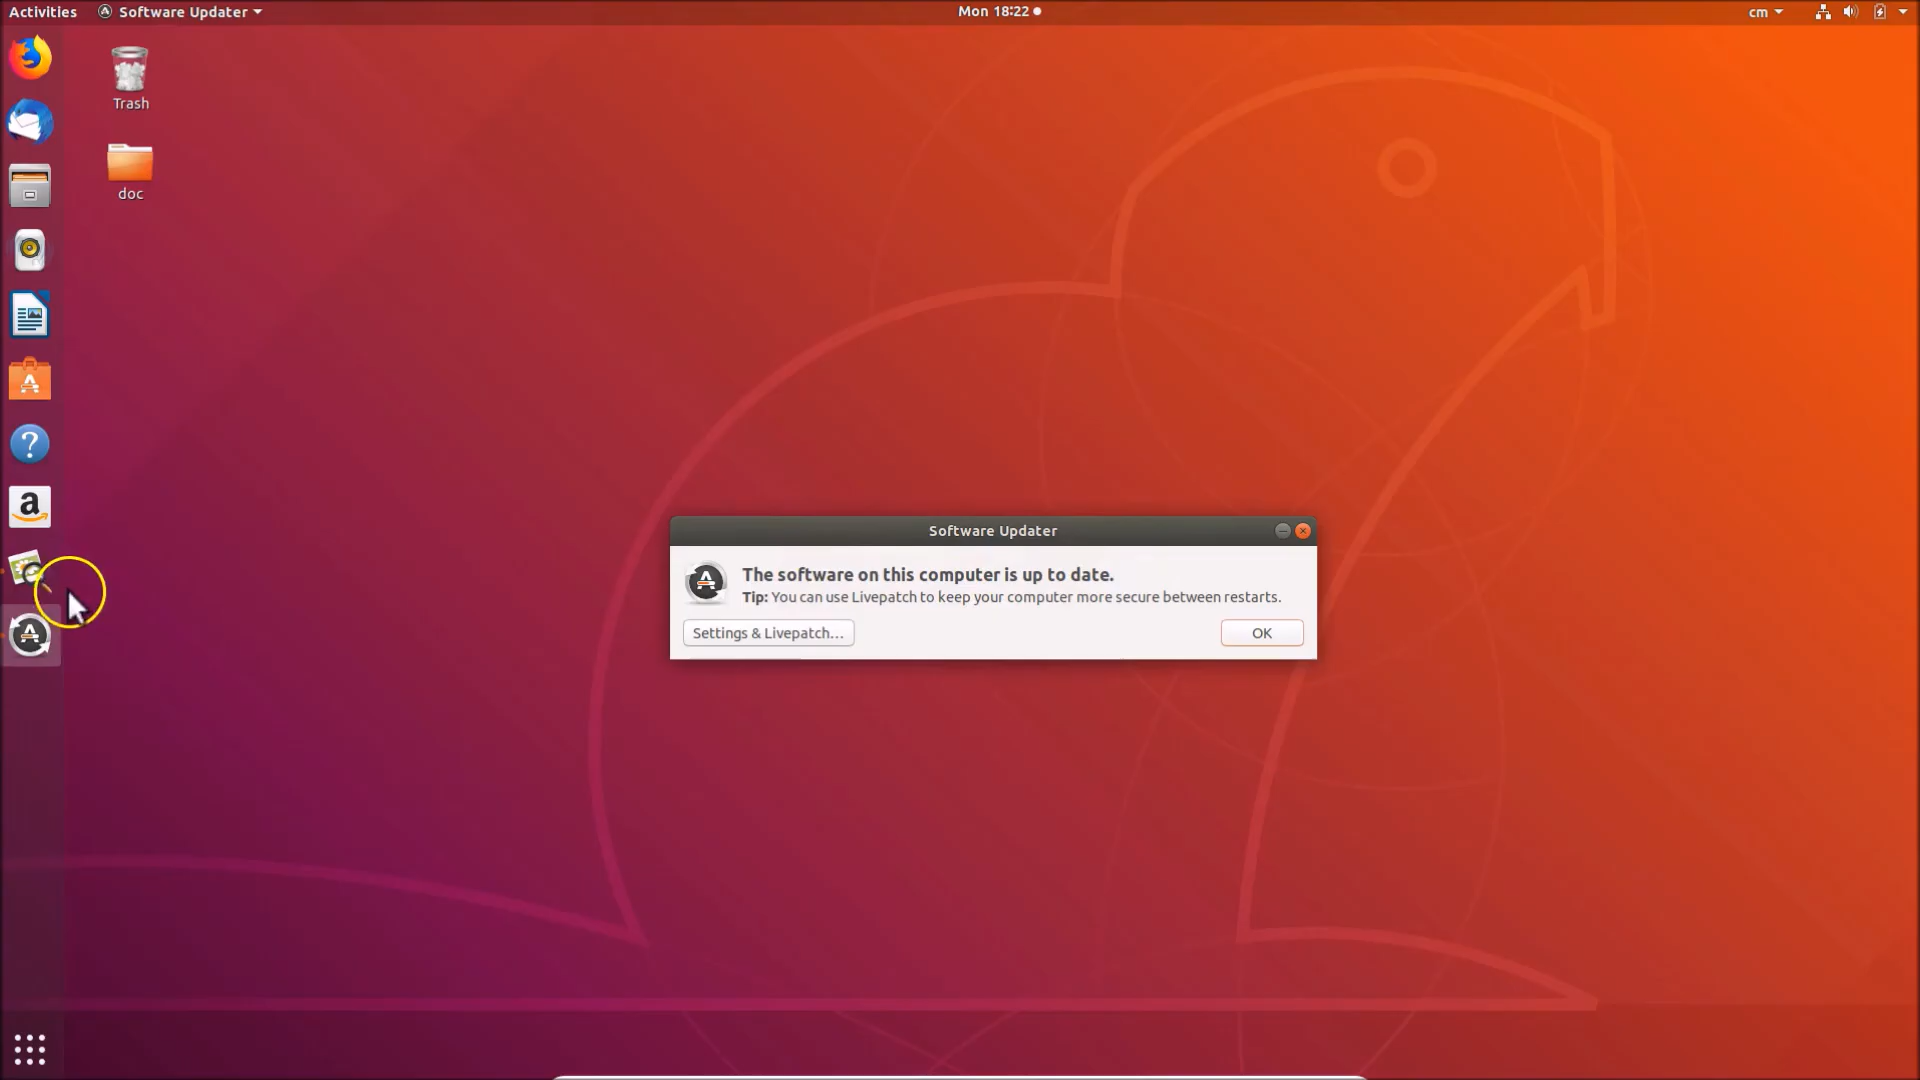 Activities
Software Updater
Mon 18:22
cm
Trash
doc
a
Software Updater
The software on this computer is up to date.
Tip: You can use Livepatch to keep your computer more secure between restarts.
Settings & Livepatch...
OK